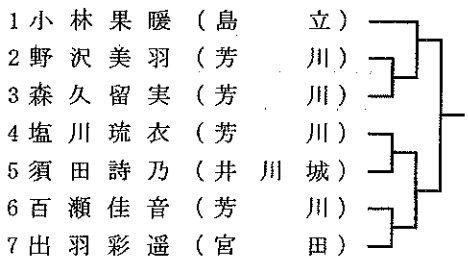 1 小林果暖 (島立)
2 野沢美羽 (芳川)
3 森久留実 (芳川)
4 塩川琉衣 (芳川)
5 須田詩乃 (井川城)
6 百瀬佳音 (芳川)
7 出羽彩遥 (宮田)